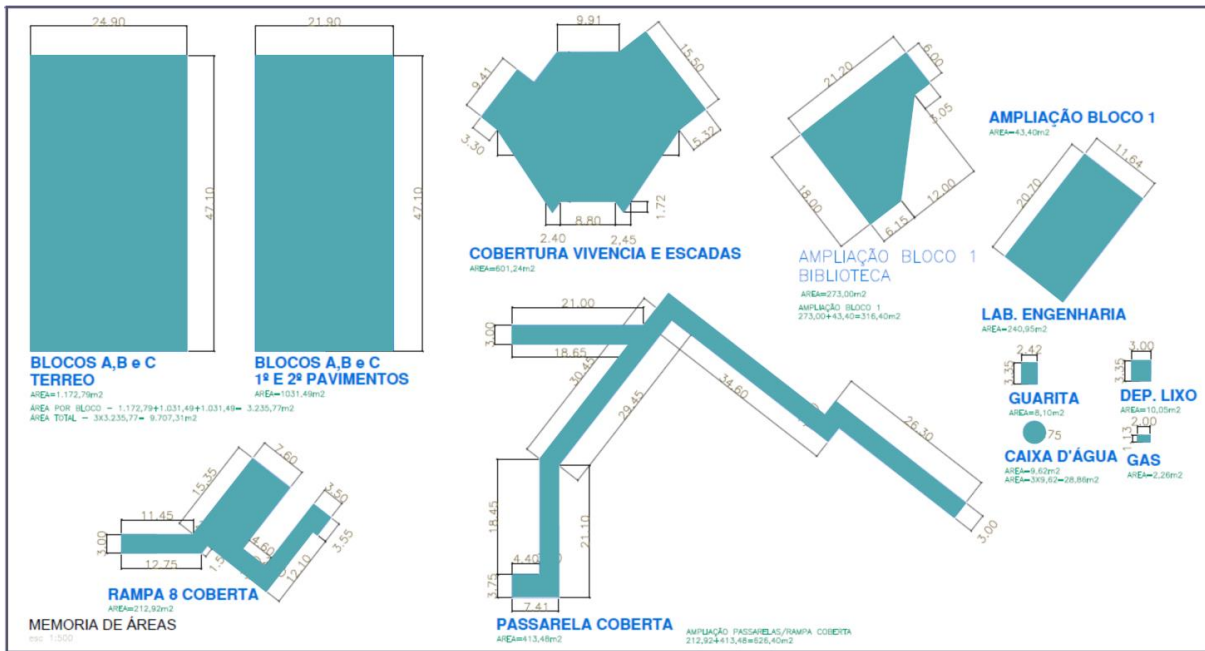 24.90
47.10
BLOCOS A,B e C
TERREO
AREA=1.172,79m2
ÁREA POR BLOCO - 1.172,79+1.031,49+1.031,49- 3.235,77m2
ÁREA TOTAL - 3X3.235,77- 9.707,31m2
21.90
47.10
BLOCOS A,B e C
1º E 2º PAVIMENTOS
AREA=1031,49m2
9.91
15.50
9.41
3.30
5.32
1.72
8.80
2.40
2.45
COBERTURA VIVENCIA E ESCADAS
AREA=601,24m2
21.20
6.00
18.00
12.00
6.15
AMPLIAÇÃO BLOCO 1
BIBLIOTECA
AREA=273,00m2
AMPLIAÇÃO BLOCO 1
273,00+43,40=316,40m2
AMPLIAÇÃO BLOCO 1
AREA=43,40m2
11.64
20.70
LAB. ENGENHARIA
AREA=240,95m2
2.42
3.35
GUARITA
AREA=8,10m2
3.00
3.35
DEP. LIXO
AREA=10,05m2
75
CAIXA D'ÁGUA
AREA=9,62m2
AREA=3X9,62=28,86m2
2.00
1.13
GAS
AREA=2,26m2
15.35
7.60
3.50
3.55
11.45
3.00
12.75
4.60
12.10
RAMPA 8 COBERTA
AREA=212,92m2
21.00
3.00
18.65
30.45
29.45
34.60
26.30
3.00
18.45
21.10
4.40
3.75
7.41
PASSARELA COBERTA
AREA=413,48m2
AMPLIAÇÃO PASSARELAS/RAMPA COBERTA
212,92+413,48=626,40m2
MEMORIA DE ÁREAS
esc 1:500